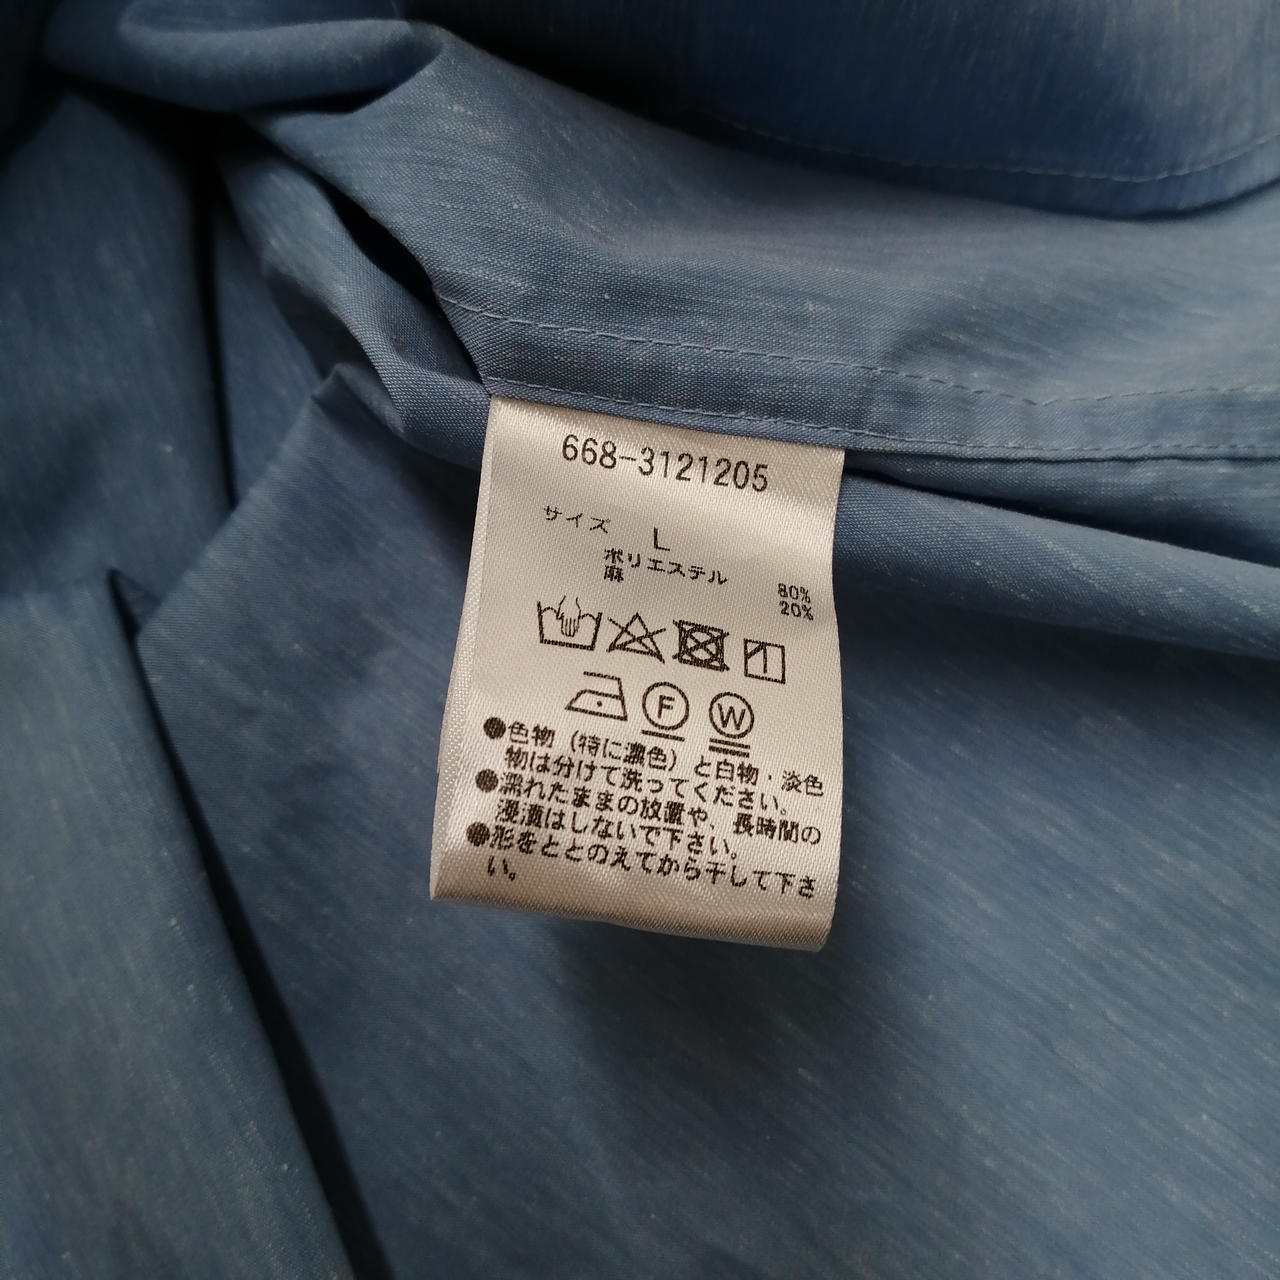 668-3121205
サイズ L
ポリエステル 80%
麻 20%
F W
●色物（特に濃色）と白物・淡色
物は分けて洗ってください。
●濡れたままの放置や、長時間の
浸漬はしないで下さい。
●形をととのえてから干して下さ
い。